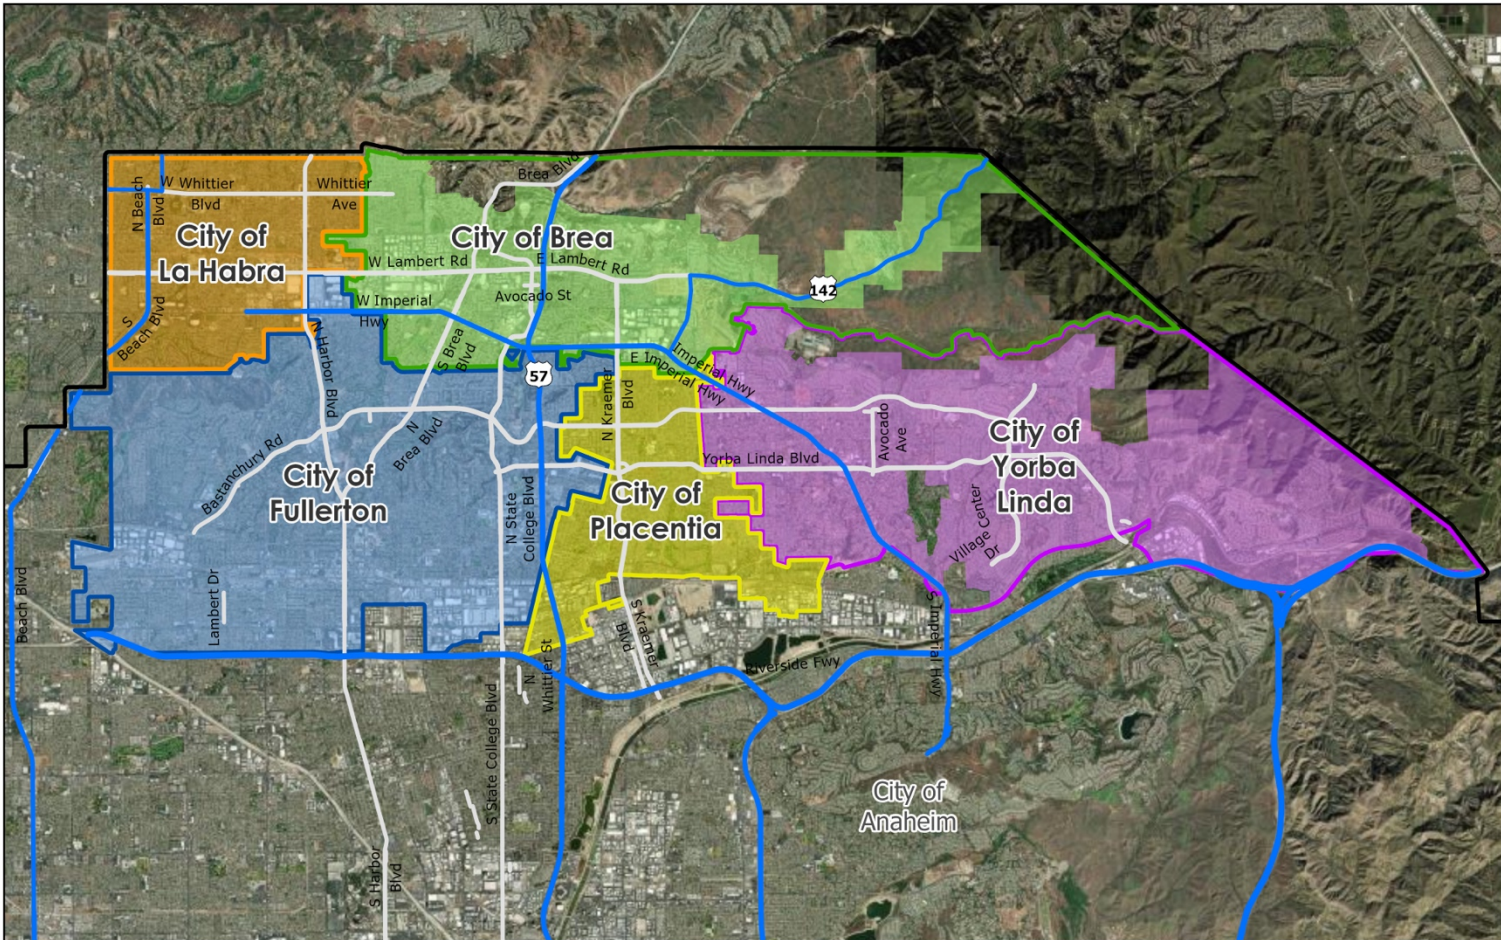 Brea Blvd
W Whittier
Blvd
Whittier
Ave
N Beach
Blvd
City of
La Habra
City of Brea
W Lambert Rd
E Lambert Rd
142
Avocado St
W Imperial
Hwy
S
Beach Blvd
N Harbor Blvd
S Brea
Blvd
57
E Imperial Hwy
Imperial Hwy
N Kraemer
Blvd
N
Brea Blvd
Bastanchury Rd
City of
Fullerton
Yorba Linda Blvd
Avocado
Ave
City of
Yorba
Linda
City of
Placentia
N State
College Blvd
Village Center
Dr
Beach Blvd
Lambert Dr
S Kraemer
Blvd
S Imperial Hwy
N
Whittier St
Riverside Fwy
S State College Blvd
City of
Anaheim
S Harbor
Blvd